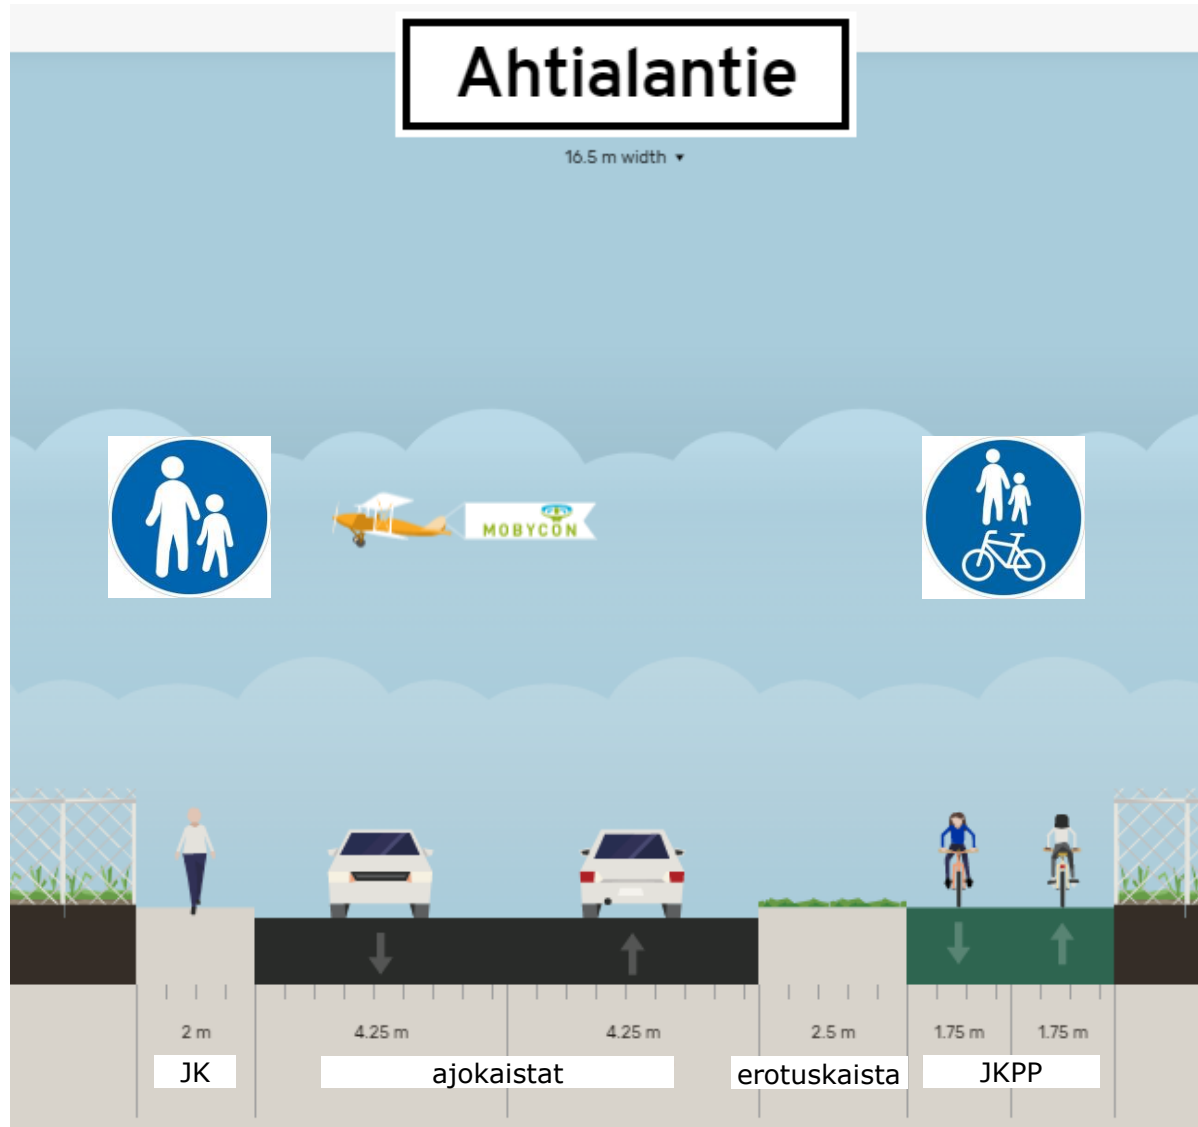 Ahtialantie
16.5 m width ▾
MOBYCON
2 m
4.25 m
4.25 m
2.5 m
1.75 m
1.75 m
JK
ajokaistat
erotuskaista
JKPP